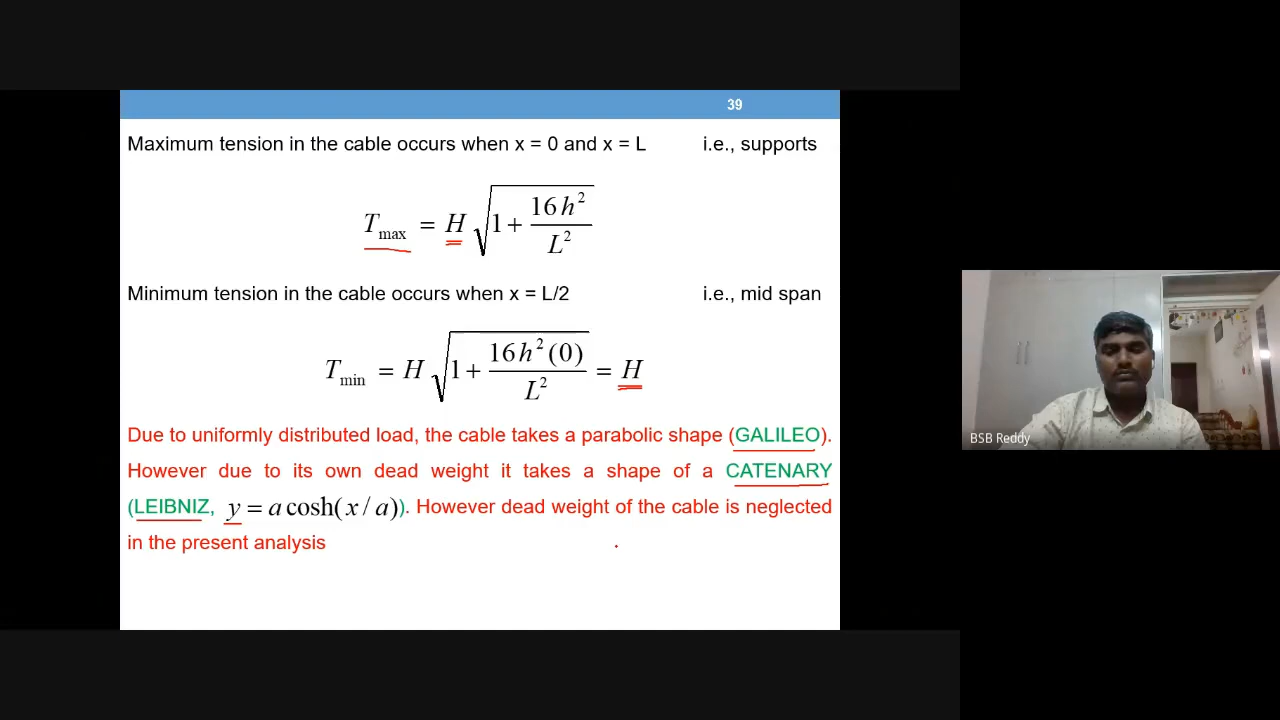 39
Maximum tension in the cable occurs when x = 0 and x = L i.e., supports
T_max = H √(1 + 16h²/L²)
Minimum tension in the cable occurs when x = L/2 i.e., mid span
T_min = H √(1 + 16h²(0)/L²) = H
Due to uniformly distributed load, the cable takes a parabolic shape (GALILEO).
However due to its own dead weight it takes a shape of a CATENARY
(LEIBNIZ, y = a cosh(x / a)). However dead weight of the cable is neglected
in the present analysis
BSB Reddy